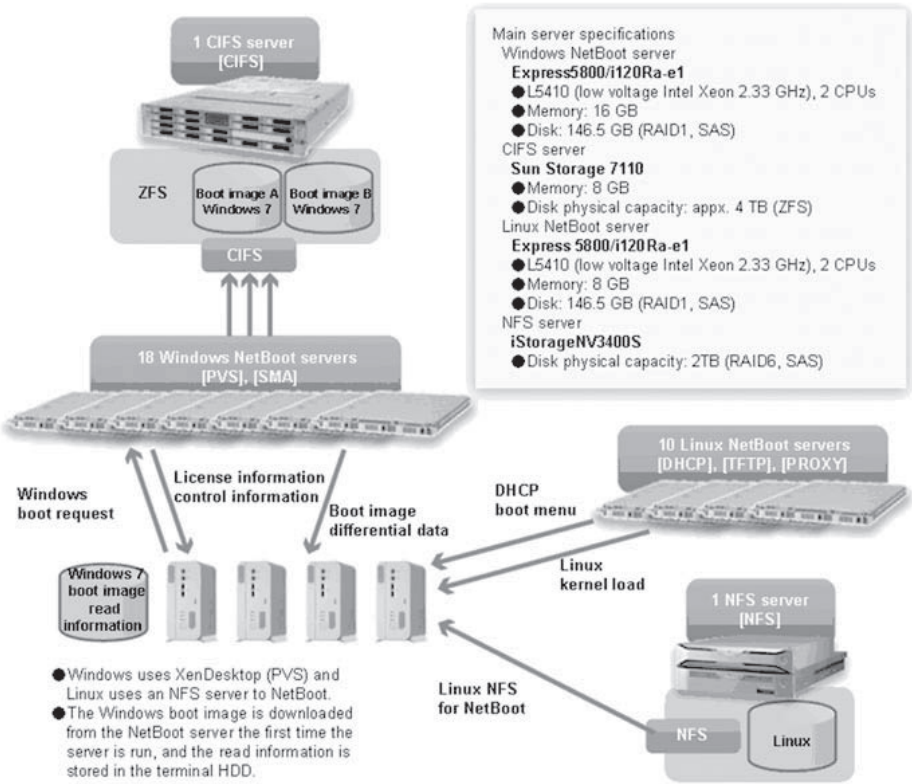 1 CIFS server
[CIFS]
ZFS
Boot image A
Windows 7
Boot image B
Windows 7
CIFS
18 Windows NetBoot servers
[PVS], [SMA]
Main server specifications
Windows NetBoot server
Express5800/i120Ra-e1
●L5410 (low voltage Intel Xeon 2.33 GHz), 2 CPUs
●Memory: 16 GB
●Disk: 146.5 GB (RAID1, SAS)
CIFS server
Sun Storage 7110
●Memory: 8 GB
●Disk physical capacity: appx. 4 TB (ZFS)
Linux NetBoot server
Express 5800/i120Ra-e1
●L5410 (low voltage Intel Xeon 2.33 GHz), 2 CPUs
●Memory: 8 GB
●Disk: 146.5 GB (RAID1, SAS)
NFS server
iStorageNV3400S
●Disk physical capacity: 2TB (RAID6, SAS)
10 Linux NetBoot servers
[DHCP], [TFTP], [PROXY]
Windows
boot request
License information
control information
Boot image
differential data
DHCP
boot menu
Linux
kernel load
Windows 7
boot image
read
information
1 NFS server
[NFS]
Linux NFS
for NetBoot
NFS
Linux
●Windows uses XenDesktop (PVS) and
Linux uses an NFS server to NetBoot.
●The Windows boot image is downloaded
from the NetBoot server the first time the
server is run, and the read information is
stored in the terminal HDD.